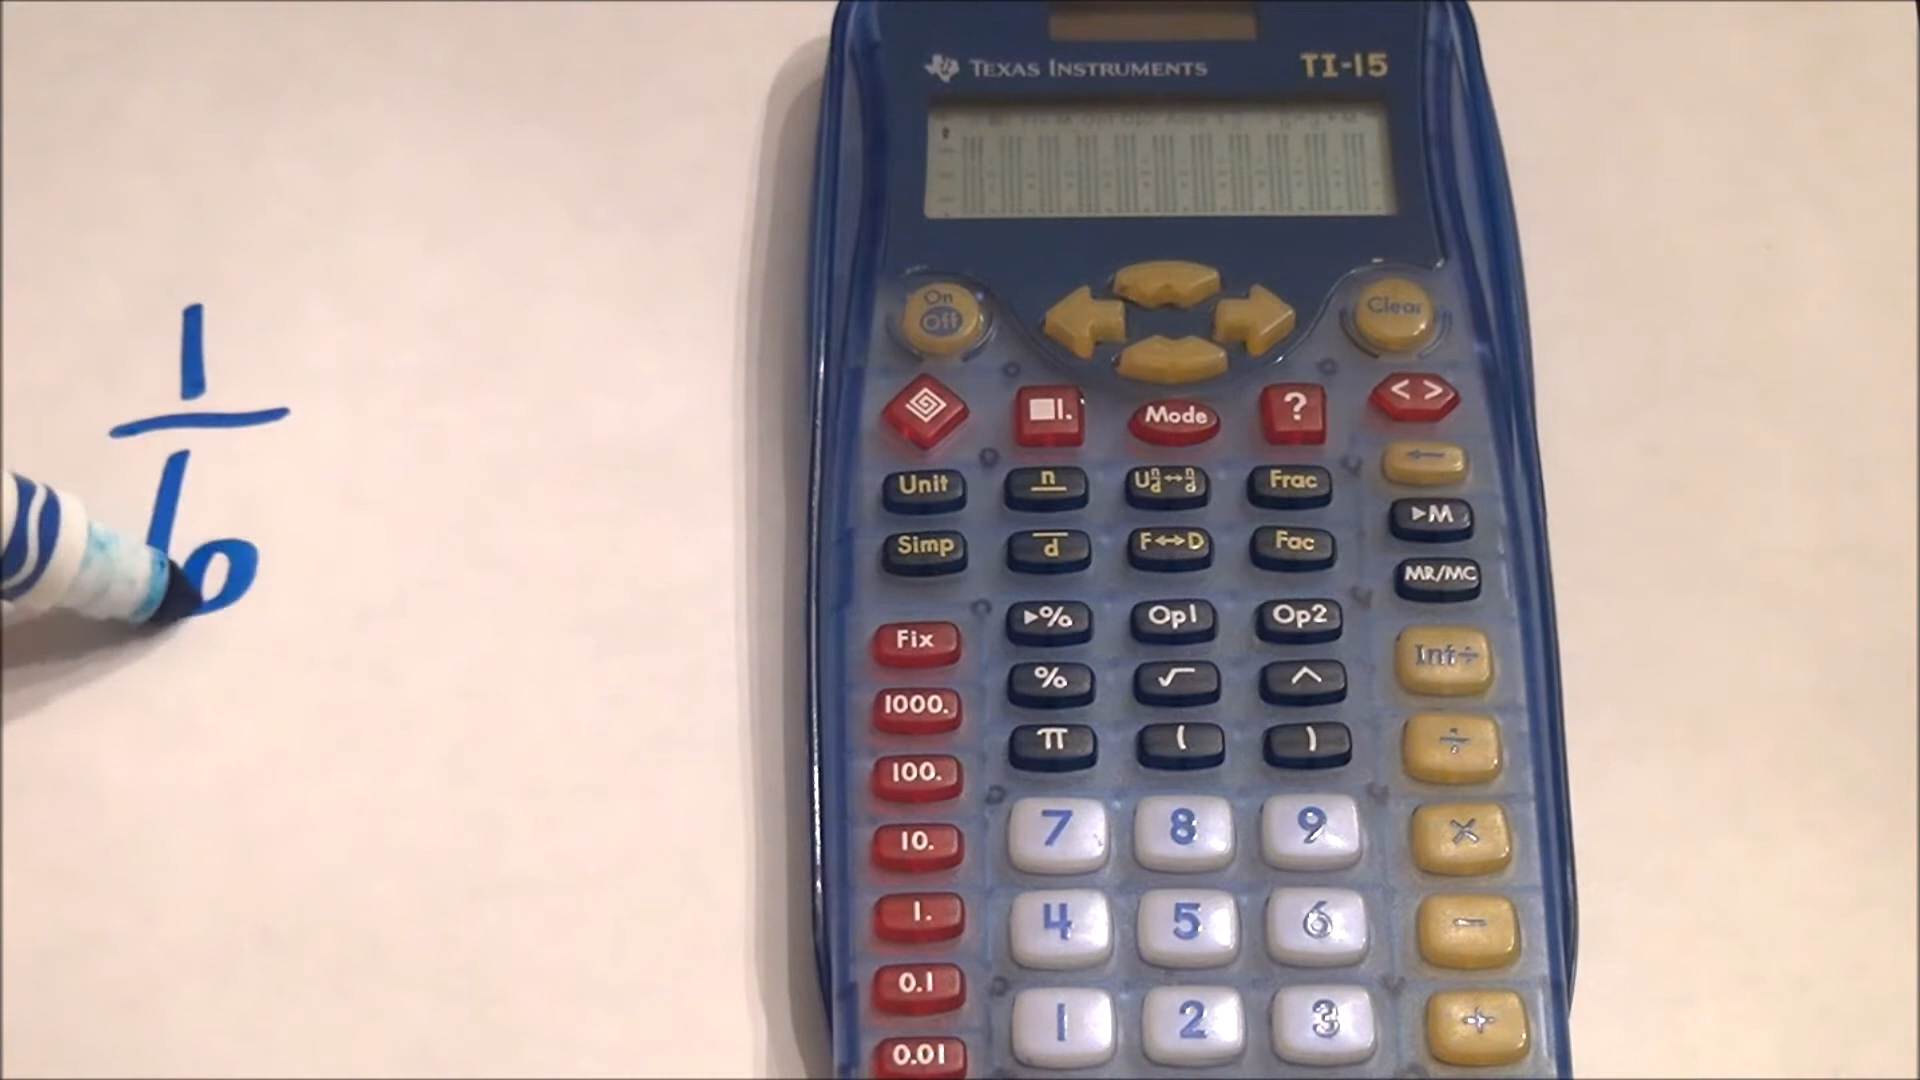 TEXAS INSTRUMENTS TI-15
On
Off
Clear
■I. Mode ? < >
Unit n U n/d ↔ n/d Frac ←
▸M
Simp d F↔D Fac
MR/MC
▸% Op1 Op2
Fix Int÷
% √ ^
1000.
π ( ) ÷
100.
7 8 9 ×
10.
4 5 6 −
1.
0.1
1 2 3 +
0.01
1
6